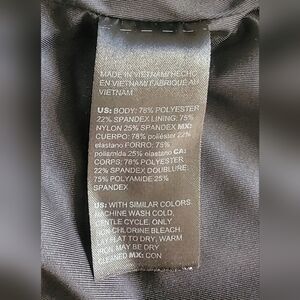 MADE IN VIETNAM/HECHO
EN VIETNAM/FABRIQUÉ AU
VIETNAM
US: BODY: 78% POLYESTER
22% SPANDEX LINING: 75%
NYLON 25% SPANDEX MX:
CUERPO: 78% poliéster 22%
elastano FORRO: 75%
poliamida 25% elastano CA:
CORPS: 78% POLYESTER
22% SPANDEX DOUBLURE:
75% POLYAMIDE 25%
SPANDEX
US: WITH SIMILAR COLORS.
MACHINE WASH COLD,
GENTLE CYCLE. ONLY
NON-CHLORINE BLEACH.
LAY FLAT TO DRY, WARM
IRON, MAY BE DRY
CLEANED MX: CON